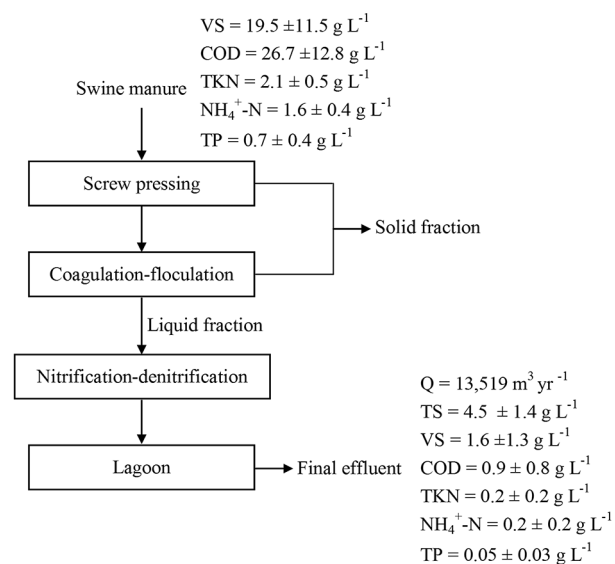 VS = 19.5 ±11.5 g L⁻¹
COD = 26.7 ±12.8 g L⁻¹
TKN = 2.1 ± 0.5 g L⁻¹
Swine manure
NH₄⁺-N = 1.6 ± 0.4 g L⁻¹
TP = 0.7 ± 0.4 g L⁻¹
Screw pressing
Solid fraction
Coagulation-floculation
Liquid fraction
Nitrification-denitrification
Lagoon
Final effluent
Q = 13,519 m³ yr ⁻¹
TS = 4.5 ± 1.4 g L⁻¹
VS = 1.6 ±1.3 g L⁻¹
COD = 0.9 ± 0.8 g L⁻¹
TKN = 0.2 ± 0.2 g L⁻¹
NH₄⁺-N = 0.2 ± 0.2 g L⁻¹
TP = 0.05 ± 0.03 g L⁻¹